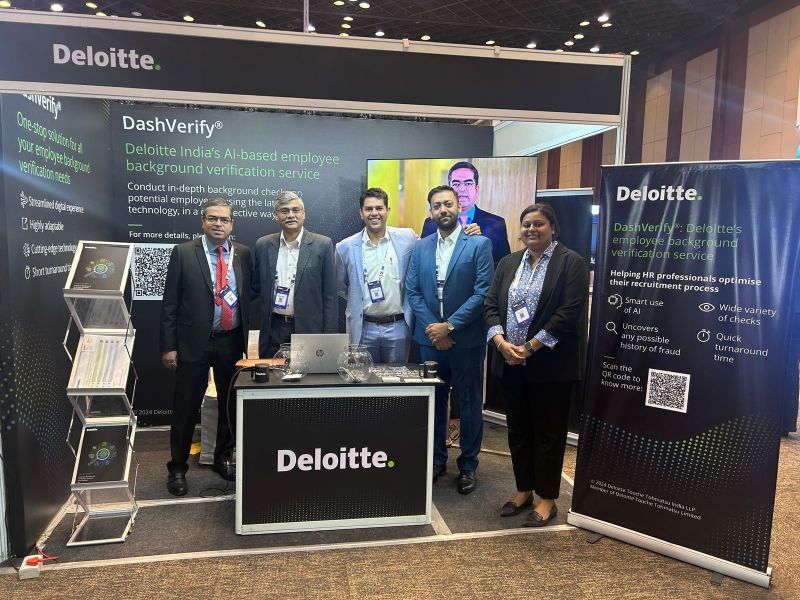 Deloitte.
DashVerify®
One-stop solution for all
your employee background
verification needs
Streamlined digital experience
Highly adaptable
Cutting-edge technology
Short turnaround
DashVerify®
Deloitte India's AI-based employee
background verification service
Conduct in-depth background checks on
potential employees using the
technology, in a
For more details,
© 2024 Deloitte
hp
Deloitte.
Deloitte.
DashVerify®: Deloitte's
employee background
verification service
Helping HR professionals optimise
their recruitment process
Smart use
of AI
Wide variety
of checks
Uncovers
any possible
history of fraud
Quick
turnaround
time
Scan the
QR code to
know more:
© 2024 Deloitte Touche Tohmatsu India LLP
Member of Deloitte Touche Tohmatsu Limited